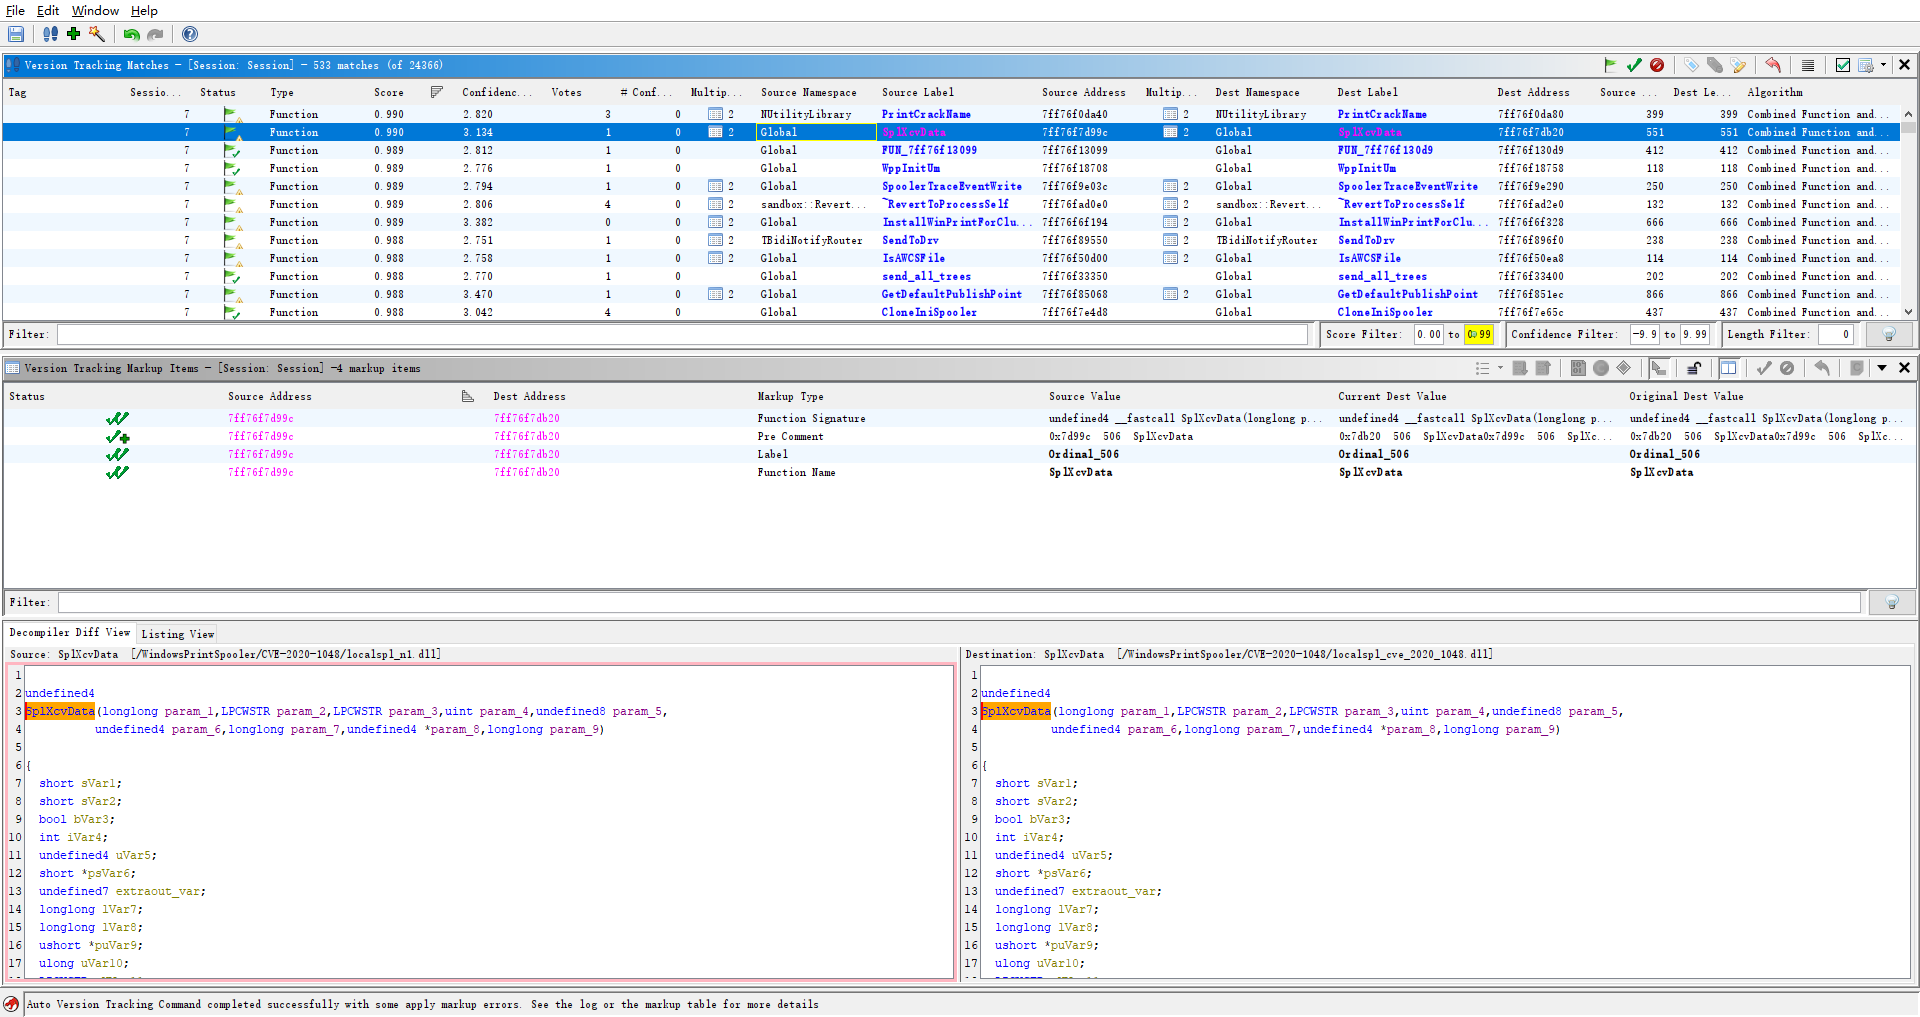 File Edit Window Help
Version Tracking Matches — [Session: Session] — 533 matches (of 24366)
Tag Sessio... Status Type Score Confidenc... Votes # Conf... Multip... Source Namespace Source Label Source Address Multip... Dest Namespace Dest Label Dest Address Source ... Dest Le... Algorithm
7 Function 0.990 2.820 3 0 2 NUtilityLibrary PrintCrackName 7ff76f0da40 2 NUtilityLibrary PrintCrackName 7ff76f0da80 399 399 Combined Function and...
7 Function 0.990 3.134 1 0 2 Global SplXcvData 7ff76f7d99c 2 Global SplXcvData 7ff76f7db20 551 551 Combined Function and...
7 Function 0.989 2.812 1 0 Global FUN_7ff76f13099 7ff76f13099 Global FUN_7ff76f130d9 7ff76f130d9 412 412 Combined Function and...
7 Function 0.989 2.776 1 0 Global WppInitUm 7ff76f18708 Global WppInitUm 7ff76f18758 118 118 Combined Function and...
7 Function 0.989 2.794 1 0 2 Global SpoolerTraceEventWrite 7ff76f9e03c 2 Global SpoolerTraceEventWrite 7ff76f9e290 250 250 Combined Function and...
7 Function 0.989 2.806 4 0 2 sandbox::Revert... ~RevertToProcessSelf 7ff76fad0e0 2 sandbox::Revert... ~RevertToProcessSelf 7ff76fad2e0 132 132 Combined Function and...
7 Function 0.989 3.382 0 0 2 Global InstallWinPrintForClu... 7ff76f6f194 2 Global InstallWinPrintForClu... 7ff76f6f328 666 666 Combined Function and...
7 Function 0.988 2.751 1 0 2 TBidiNotifyRouter SendToDrv 7ff76f89550 2 TBidiNotifyRouter SendToDrv 7ff76f896f0 238 238 Combined Function and...
7 Function 0.988 2.758 1 0 2 Global IsAWCSFile 7ff76f50d00 2 Global IsAWCSFile 7ff76f50ea8 114 114 Combined Function and...
7 Function 0.988 2.770 1 0 Global send_all_trees 7ff76f33350 Global send_all_trees 7ff76f33400 202 202 Combined Function and...
7 Function 0.988 3.470 1 0 2 Global GetDefaultPublishPoint 7ff76f85068 2 Global GetDefaultPublishPoint 7ff76f851ec 866 866 Combined Function and...
7 Function 0.988 3.042 4 0 Global CloneIniSpooler 7ff76f7e4d8 Global CloneIniSpooler 7ff76f7e65c 437 437 Combined Function and...
Filter: Score Filter: 0.00 to 0.99 Confidence Filter: -9.9 to 9.99 Length Filter: 0
Version Tracking Markup Items — [Session: Session] —4 markup items
Status Source Address Dest Address Markup Type Source Value Current Dest Value Original Dest Value
7ff76f7d99c 7ff76f7db20 Function Signature undefined4 __fastcall SplXcvData(longlong p... undefined4 __fastcall SplXcvData(longlong p... undefined4 __fastcall SplXcvData(longlong p...
7ff76f7d99c 7ff76f7db20 Pre Comment 0x7d99c 506 SplXcvData 0x7db20 506 SplXcvData0x7d99c 506 SplXc... 0x7db20 506 SplXcvData0x7d99c 506 SplXc...
7ff76f7d99c 7ff76f7db20 Label Ordinal_506 Ordinal_506 Ordinal_506
7ff76f7d99c 7ff76f7db20 Function Name SplXcvData SplXcvData SplXcvData
Filter:
Decompiler Diff View Listing View
Source: SplXcvData [/WindowsPrintSpooler/CVE-2020-1048/localspl_n1.dll]
1
2 undefined4
3 SplXcvData(longlong param_1,LPCWSTR param_2,LPCWSTR param_3,uint param_4,undefined8 param_5,
4 undefined4 param_6,longlong param_7,undefined4 *param_8,longlong param_9)
5
6 {
7 short sVar1;
8 short sVar2;
9 bool bVar3;
10 int iVar4;
11 undefined4 uVar5;
12 short *psVar6;
13 undefined7 extraout_var;
14 longlong lVar7;
15 longlong lVar8;
16 ushort *puVar9;
17 ulong uVar10;
Destination: SplXcvData [/WindowsPrintSpooler/CVE-2020-1048/localspl_cve_2020_1048.dll]
1
2 undefined4
3 SplXcvData(longlong param_1,LPCWSTR param_2,LPCWSTR param_3,uint param_4,undefined8 param_5,
4 undefined4 param_6,longlong param_7,undefined4 *param_8,longlong param_9)
5
6 {
7 short sVar1;
8 short sVar2;
9 bool bVar3;
10 int iVar4;
11 undefined4 uVar5;
12 short *psVar6;
13 undefined7 extraout_var;
14 longlong lVar7;
15 longlong lVar8;
16 ushort *puVar9;
17 ulong uVar10;
Auto Version Tracking Command completed successfully with some apply markup errors. See the log or the markup table for more details